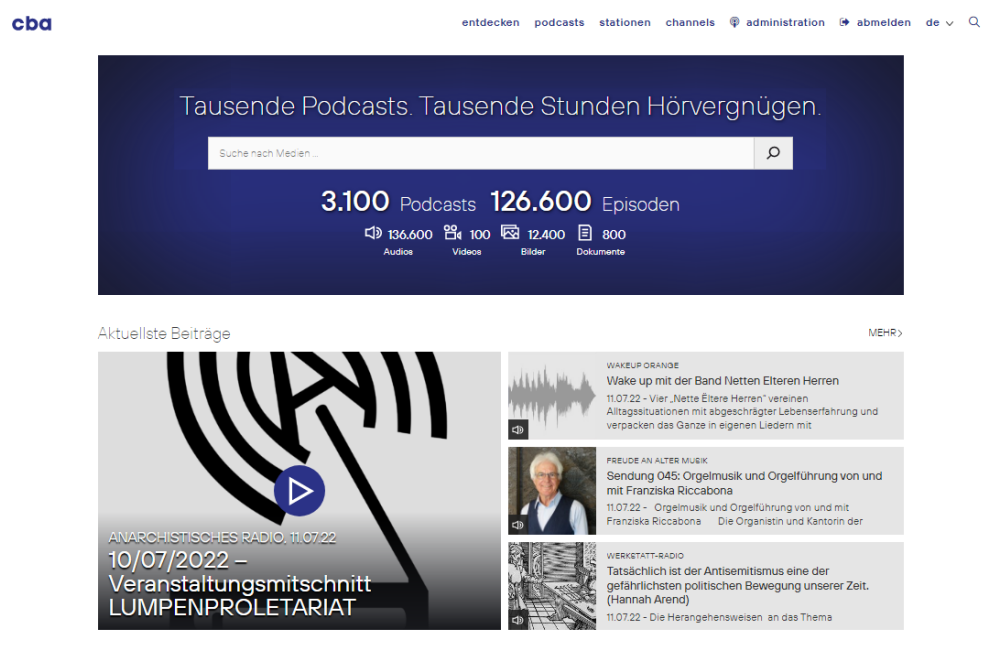 cba
entdecken podcasts stationen channels administration abmelden de
Tausende Podcasts. Tausende Stunden Hörvergnügen.
Suche nach Medien ...
3.100 Podcasts 126.600 Episoden
136.600 100 12.400 800
Audios Videos Bilder Dokumente
Aktuellste Beiträge
MEHR
ANARCHISTISCHES RADIO, 11.07.22
10/07/2022 –
Veranstaltungsmitschnitt
LUMPENPROLETARIAT
WAKEUP ORANGE
Wake up mit der Band Netten Elteren Herren
11.07.22 - Vier „Nette Ëltere Herren" vereinen
Alltagssituationen mit abgeschrägter Lebenserfahrung und
verpacken das Ganze in eigenen Liedern mit
FREUDE AN ALTER MUSIK
Sendung 045: Orgelmusik und Orgelführung von und
mit Franziska Riccabona
11.07.22 - Orgelmusik und Orgelführung von und mit
Franziska Riccabona Die Organistin und Kantorin der
WERKSTATT-RADIO
Tatsächlich ist der Antisemitismus eine der
gefährlichsten politischen Bewegung unserer Zeit.
(Hannah Arend)
11.07.22 - Die Herangehensweisen an das Thema